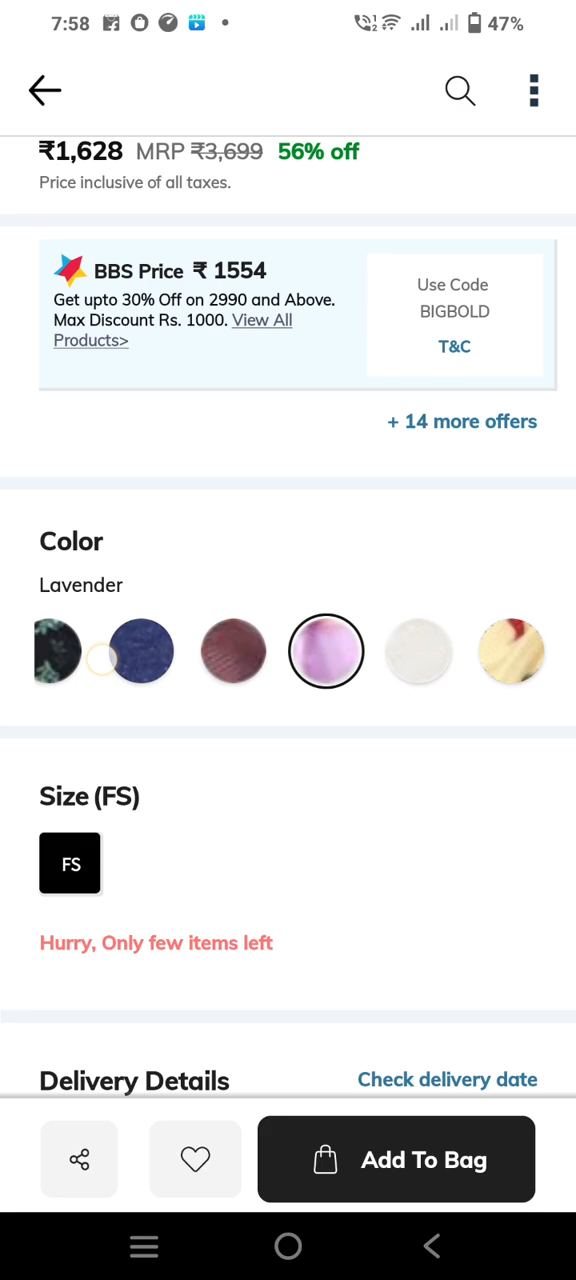 7:58
47%
₹1,628 MRP ₹3,699 56% off
Price inclusive of all taxes.
BBS Price ₹ 1554
Get upto 30% Off on 2990 and Above.
Max Discount Rs. 1000. View All
Products>
Use Code
BIGBOLD
T&C
+ 14 more offers
Color
Lavender
Size (FS)
FS
Hurry, Only few items left
Delivery Details
Check delivery date
Add To Bag